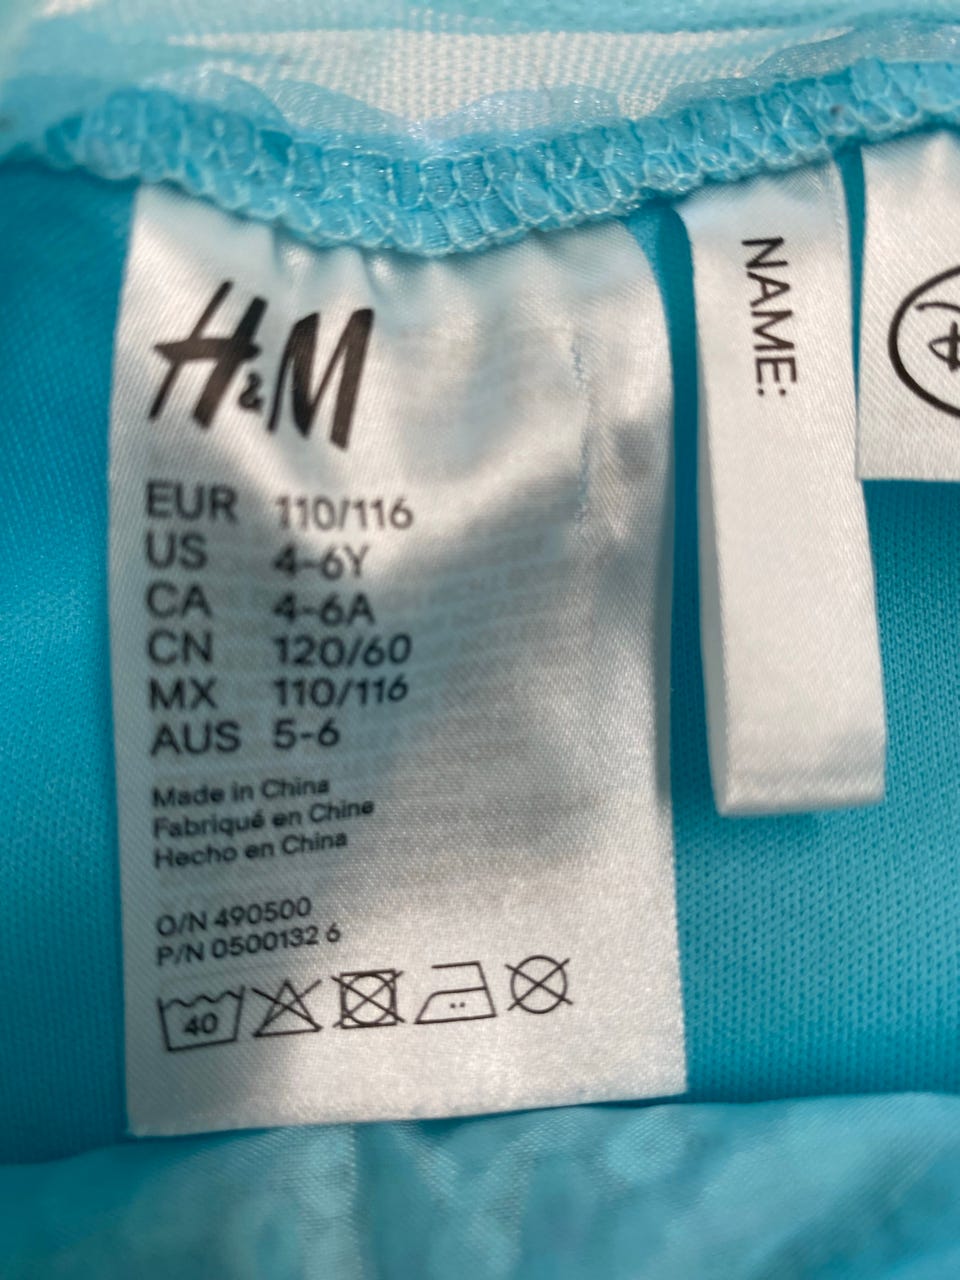 H&M
EUR 110/116
US 4-6Y
CA 4-6A
CN 120/60
MX 110/116
AUS 5-6
Made in China
Fabriqué en Chine
Hecho en China
O/N 490500
P/N 0500132 6
40
NAME: